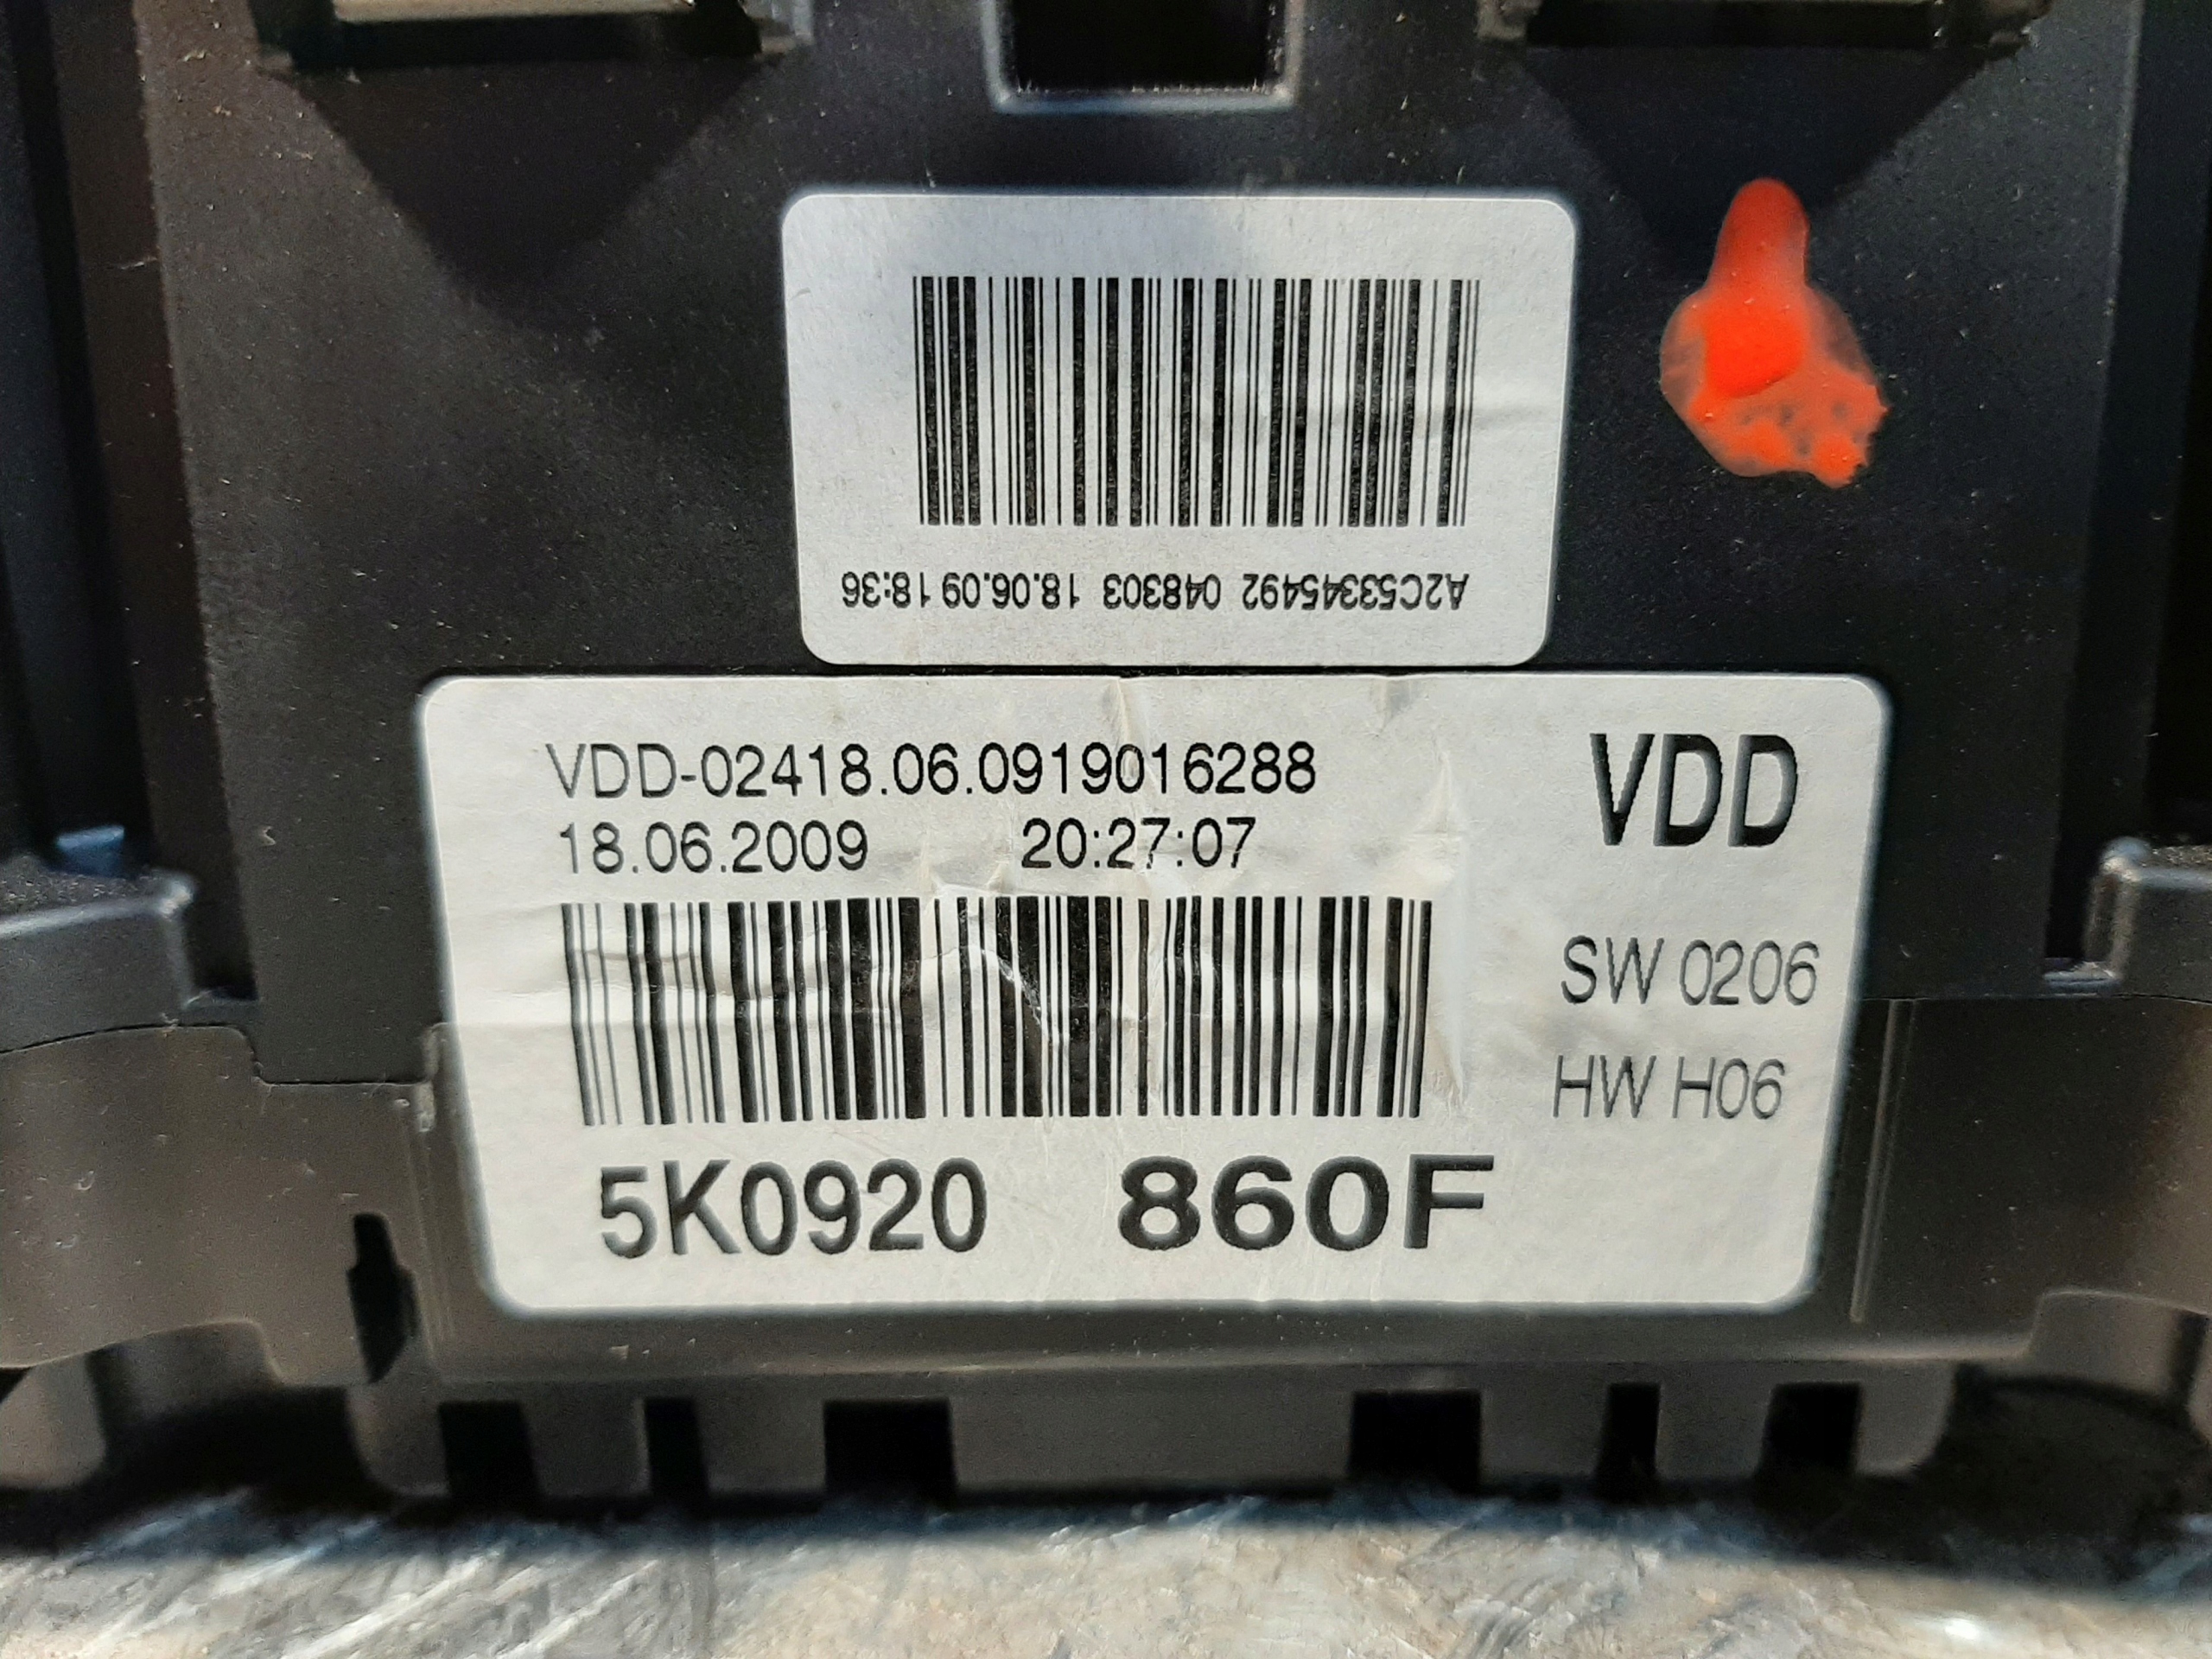 A2C53345492 048303 18.06.09 18:36
VDD-02418.06.0919016288
18.06.2009 20:27:07
VDD
SW 0206
HW H06
5K0920 860F